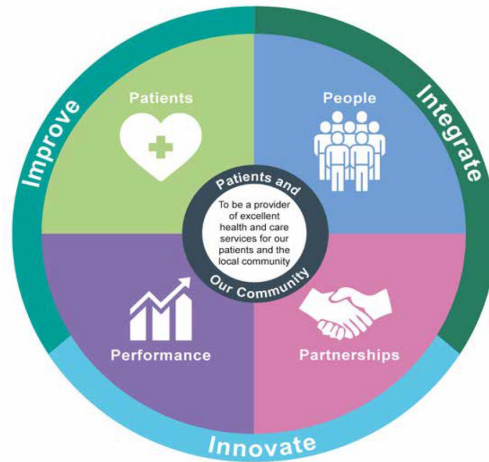 Improve
Integrate
Innovate
Patients
People
Performance
Partnerships
Patients and
To be a provider
of excellent
health and care
services for our
patients and the
local community
Our Community